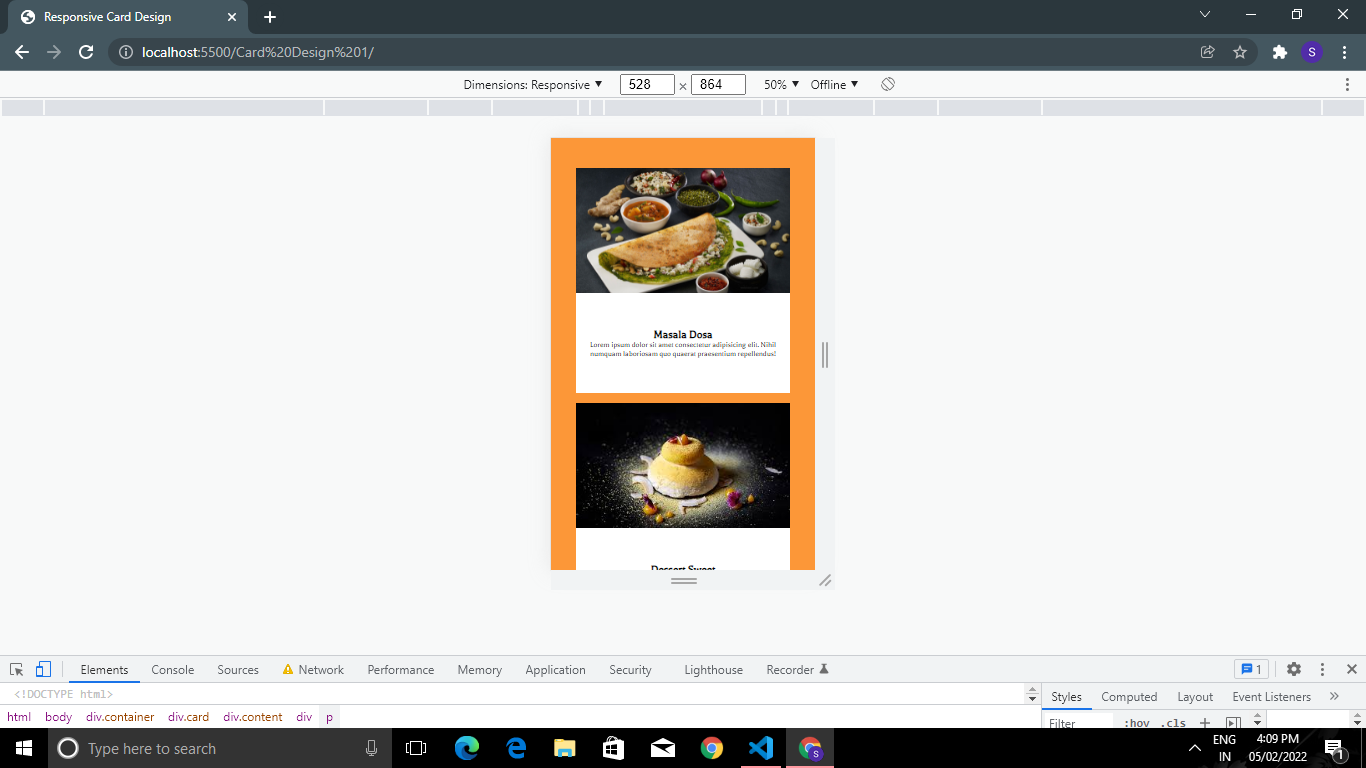 Responsive Card Design
localhost:5500/Card%20Design%201/
S
Dimensions: Responsive 528 × 864 50% Offline
Masala Dosa
Lorem ipsum dolor sit amet consectetur adipisicing elit. Nihil
numquam laboriosam quo quaerat praesentium repellendus!
Dessert Sweet
Elements Console Sources Network Performance Memory Application Security Lighthouse Recorder 1
<!DOCTYPE html>
Styles Computed Layout Event Listeners »
html body div.container div.card div.content div p
Filter :hov .cls
Type here to search
S
ENG
IN
4:09 PM
05/02/2022
1